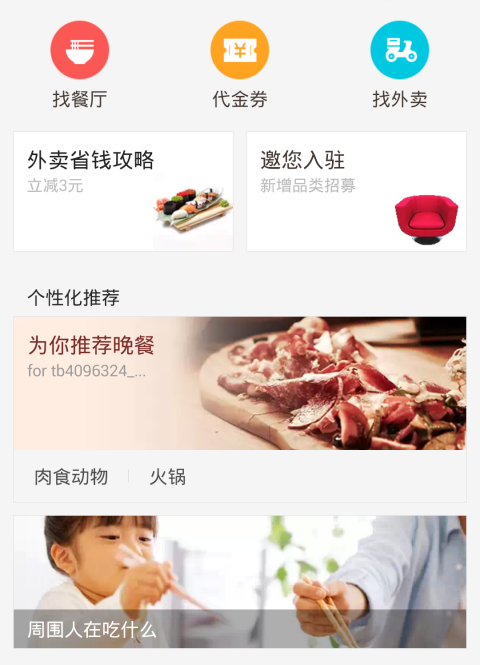 找餐厅
代金券
找外卖
外卖省钱攻略
立减3元
邀您入驻
新增品类招募
个性化推荐
为你推荐晚餐
for tb4096324_...
肉食动物
火锅
周围人在吃什么